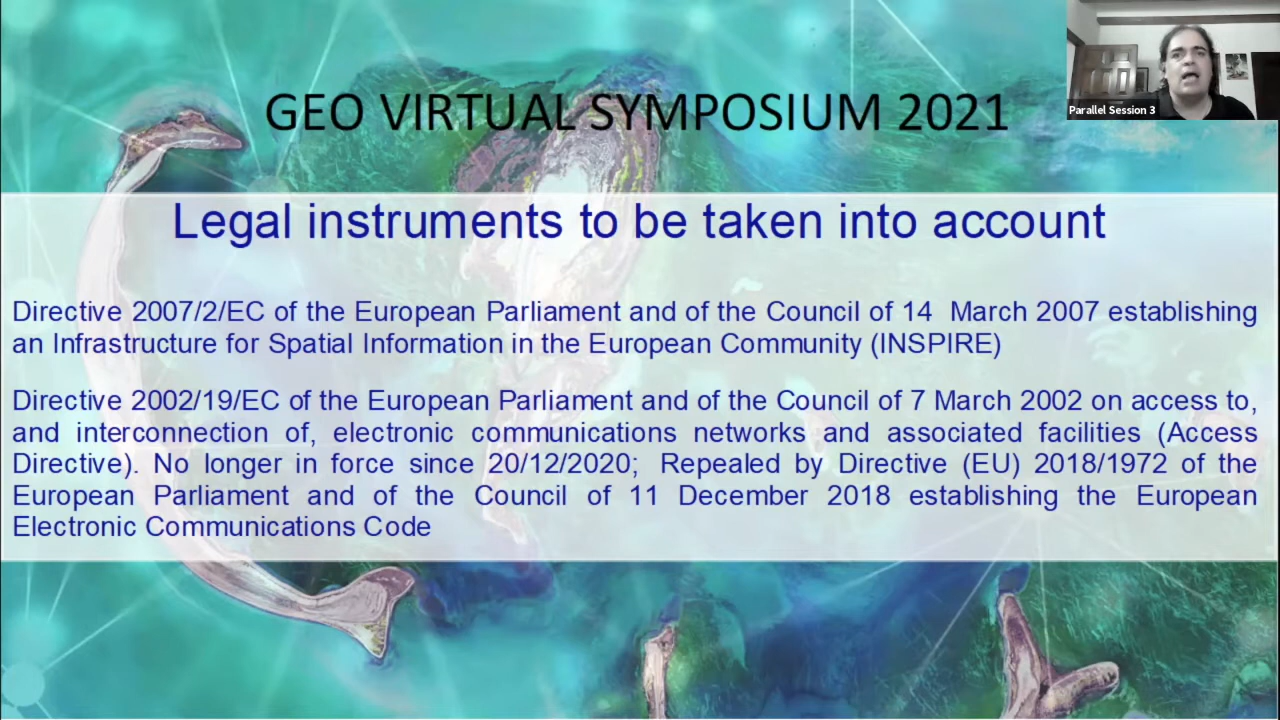 GEO VIRTUAL SYMPOSIUM 2021
Parallel Session 3
Legal instruments to be taken into account
Directive 2007/2/EC of the European Parliament and of the Council of 14  March 2007 establishing
an Infrastructure for Spatial Information in the European Community (INSPIRE)
Directive 2002/19/EC of the European Parliament and of the Council of 7 March 2002 on access to,
and interconnection of, electronic communications networks and associated facilities (Access
Directive). No longer in force since 20/12/2020;  Repealed by Directive (EU) 2018/1972 of the
European Parliament and of the Council of 11 December 2018 establishing the European
Electronic Communications Code